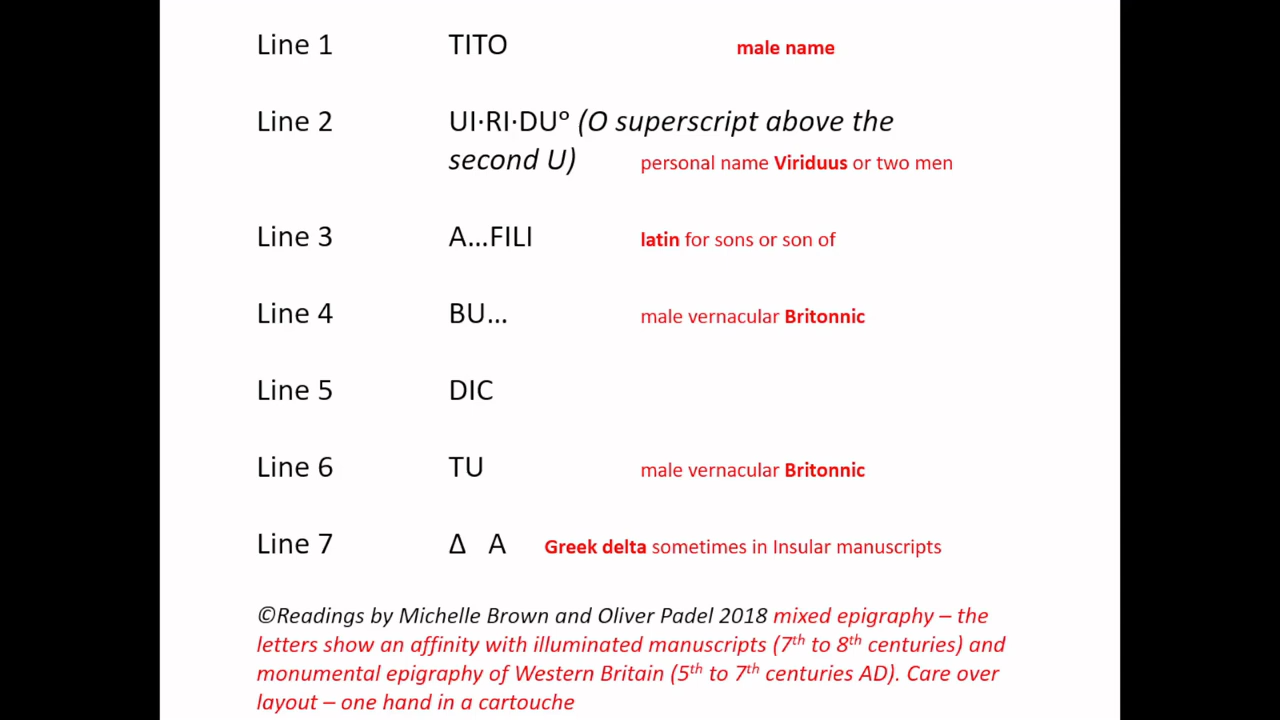 Line 1 TITO male name
Line 2 UI·RI·DU° (O superscript above the
second U) personal name Viriduus or two men
Line 3 A...FILI latin for sons or son of
Line 4 BU... male vernacular Britonnic
Line 5 DIC
Line 6 TU male vernacular Britonnic
Line 7 Δ A Greek delta sometimes in Insular manuscripts
©Readings by Michelle Brown and Oliver Padel 2018 mixed epigraphy – the
letters show an affinity with illuminated manuscripts (7th to 8th centuries) and
monumental epigraphy of Western Britain (5th to 7th centuries AD). Care over
layout – one hand in a cartouche